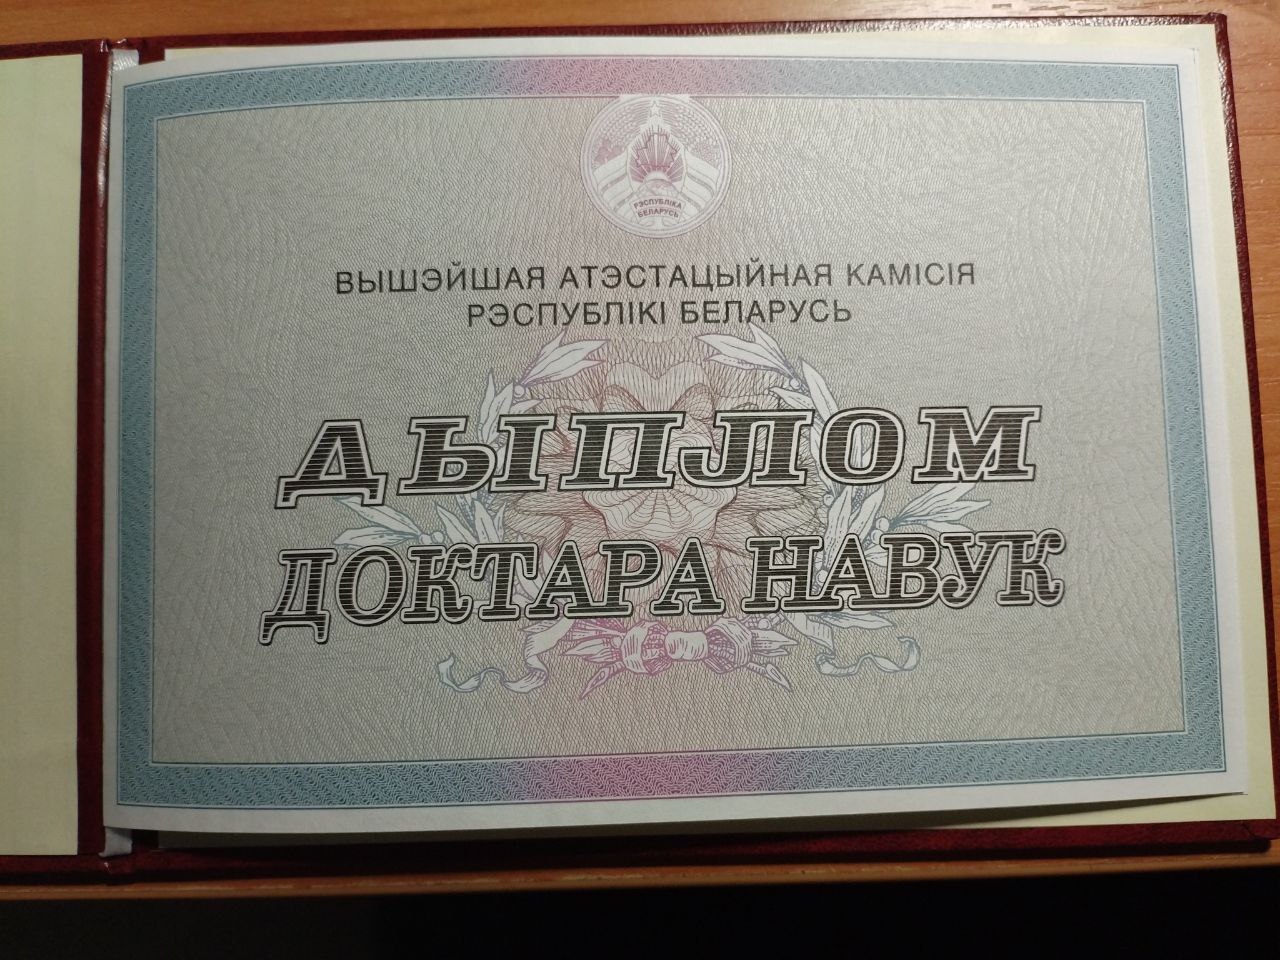 РЭСПУБЛІКА
БЕЛАРУСЬ
ВЫШЭЙШАЯ АТЭСТАЦЫЙНАЯ КАМІСІЯ
РЭСПУБЛІКІ БЕЛАРУСЬ
ДЫПЛОМ
ДОКТАРА НАВУК